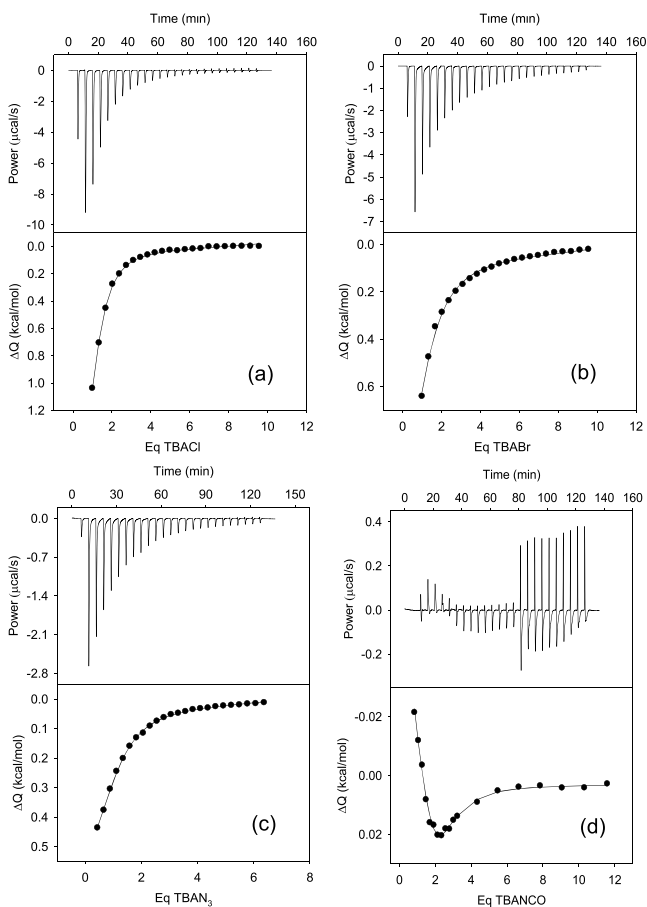 Time (min)
0 20 40 60 80 100 120 140 160
0
-2
-4
-6
-8
-10
Power (μcal/s)
0.0
0.2
0.4
0.6
0.8
1.0
1.2
ΔQ (kcal/mol)
(a)
0 2 4 6 8 10 12
Eq TBACl
Time (min)
0 20 40 60 80 100 120 140 160
0
-1
-2
-3
-4
-5
-6
-7
Power (μcal/s)
0.0
0.2
0.4
0.6
ΔQ (kcal/mol)
(b)
0 2 4 6 8 10 12
Eq TBABr
Time (min)
0 30 60 90 120 150
0.0
-0.7
-1.4
-2.1
-2.8
Power (μcal/s)
0.0
0.1
0.2
0.3
0.4
0.5
ΔQ (kcal/mol)
(c)
0 2 4 6 8
Eq TBAN₃
Time (min)
0 20 40 60 80 100 120 140 160
0.4
0.2
0.0
-0.2
Power (μcal/s)
-0.02
0.00
0.02
ΔQ (kcal/mol)
(d)
0 2 4 6 8 10 12
Eq TBANCO